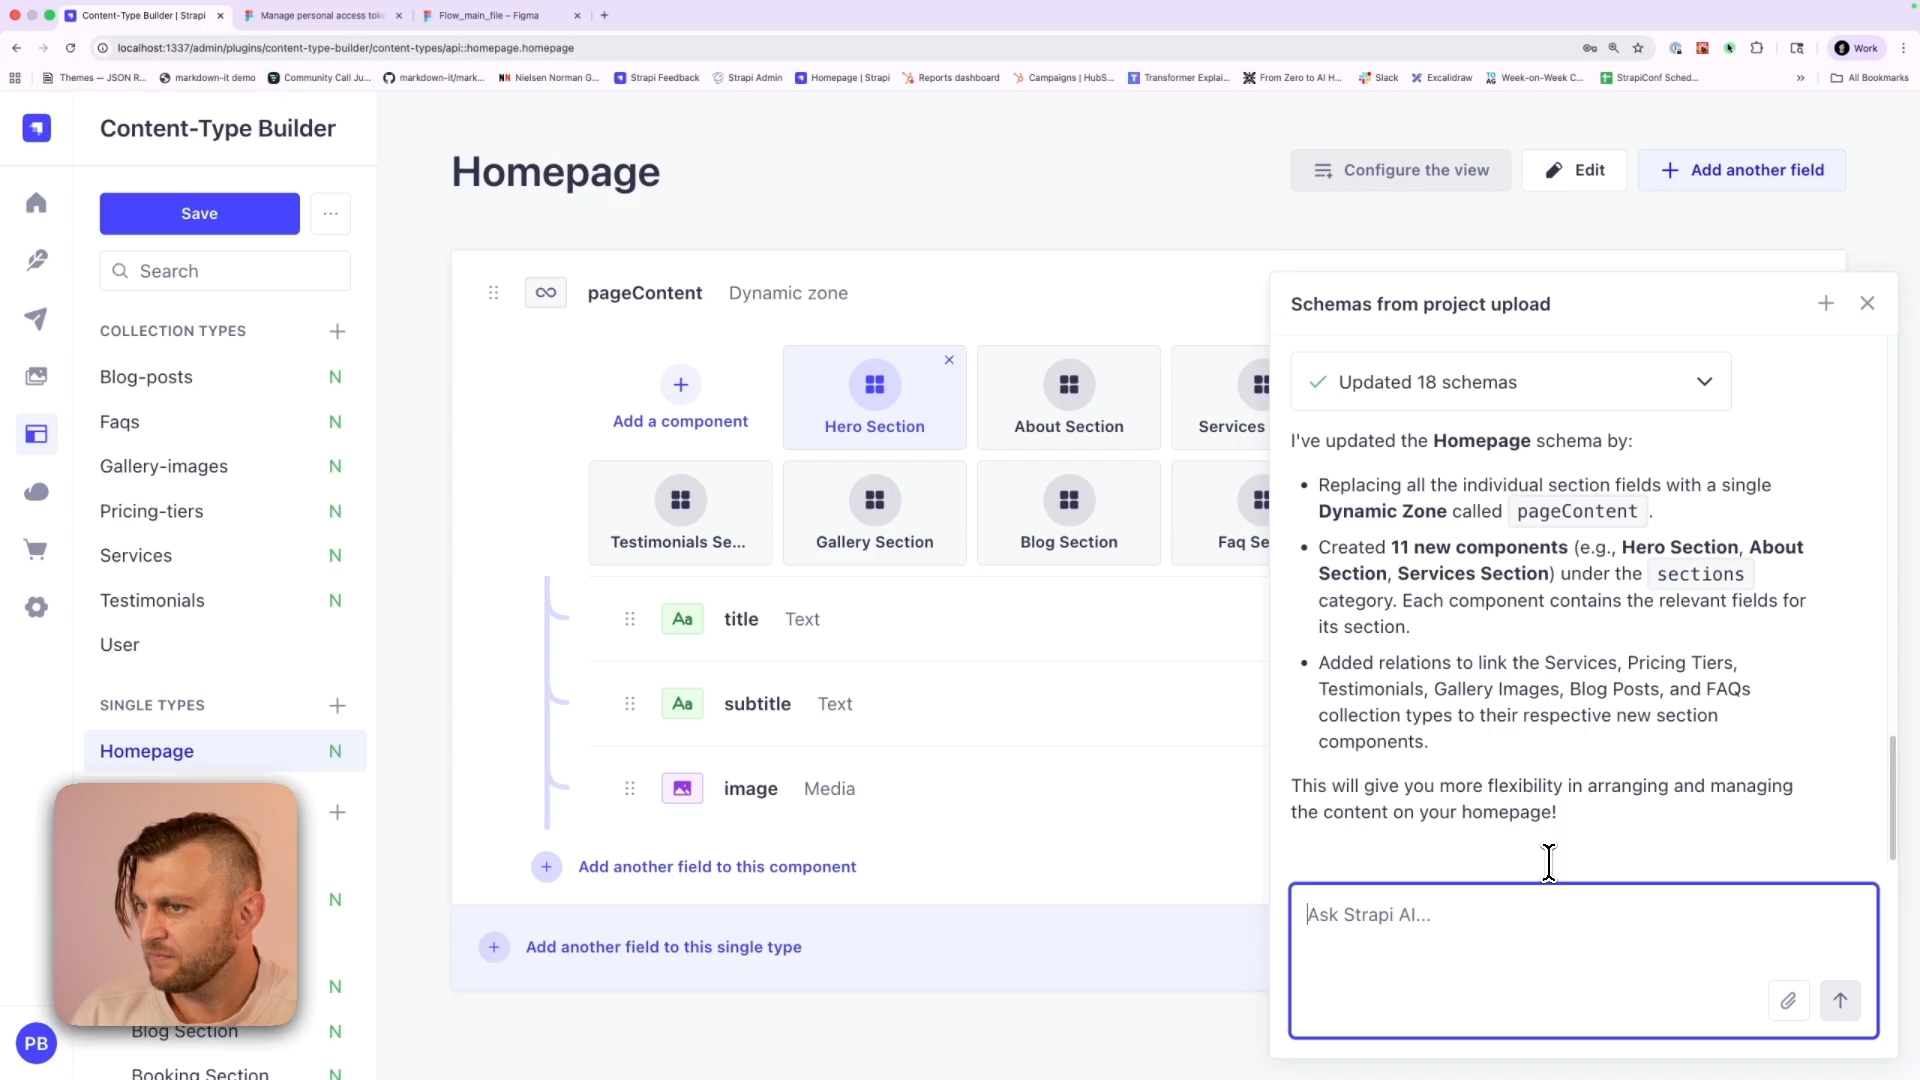 Content-Type Builder | Strapi
Manage personal access toke
Flow_main_file – Figma
localhost:1337/admin/plugins/content-type-builder/content-types/api::homepage.homepage
Work
Themes — JSON R...
markdown-it demo
Community Call Ju...
markdown-it/mark...
Nielsen Norman G...
Strapi Feedback
Strapi Admin
Homepage | Strapi
Reports dashboard
Campaigns | HubS...
Transformer Explai...
From Zero to AI H...
Slack
Excalidraw
Week-on-Week C...
StrapiConf Sched...
All Bookmarks
Content-Type Builder
Save
Search
COLLECTION TYPES
Blog-posts N
Faqs N
Gallery-images N
Pricing-tiers N
Services N
Testimonials N
User
SINGLE TYPES
Homepage N
N
N
Blog Section N
Booking Section N
PB
Homepage
Configure the view
Edit
Add another field
pageContent Dynamic zone
Add a component
Hero Section
About Section
Services
Testimonials Se...
Gallery Section
Blog Section
Faq Se
Aa title Text
Aa subtitle Text
image Media
Add another field to this component
Add another field to this single type
Schemas from project upload
Updated 18 schemas
I've updated the Homepage schema by:
• Replacing all the individual section fields with a single
Dynamic Zone called pageContent.
• Created 11 new components (e.g., Hero Section, About
Section, Services Section) under the sections
category. Each component contains the relevant fields for
its section.
• Added relations to link the Services, Pricing Tiers,
Testimonials, Gallery Images, Blog Posts, and FAQs
collection types to their respective new section
components.
This will give you more flexibility in arranging and managing
the content on your homepage!
Ask Strapi AI...